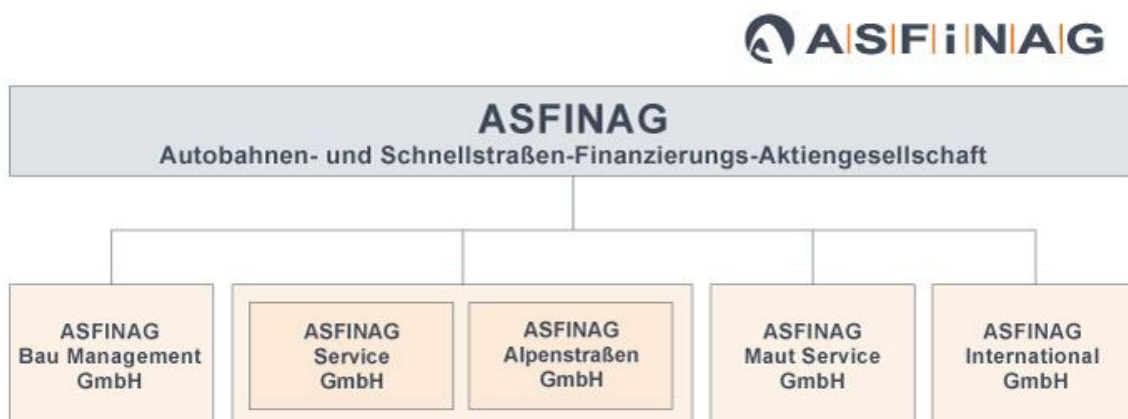 A|S|F|i|N|A|G
ASFINAG
Autobahnen- und Schnellstraßen-Finanzierungs-Aktiengesellschaft
ASFINAG
Bau Management
GmbH
ASFINAG
Service
GmbH
ASFINAG
Alpenstraßen
GmbH
ASFINAG
Maut Service
GmbH
ASFINAG
International
GmbH